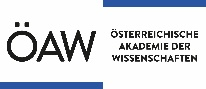 ÖAW
ÖSTERREICHISCHE
AKADEMIE DER
WISSENSCHAFTEN